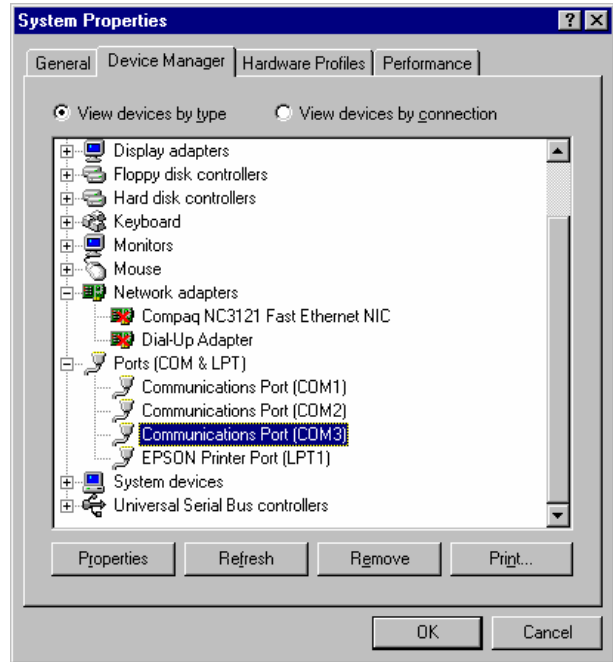 System Properties
General Device Manager Hardware Profiles Performance
View devices by type View devices by connection
Display adapters
Floppy disk controllers
Hard disk controllers
Keyboard
Monitors
Mouse
Network adapters
Compaq NC3121 Fast Ethernet NIC
Dial-Up Adapter
Ports (COM & LPT)
Communications Port (COM1)
Communications Port (COM2)
Communications Port (COM3)
EPSON Printer Port (LPT1)
System devices
Universal Serial Bus controllers
Properties Refresh Remove Print...
OK Cancel